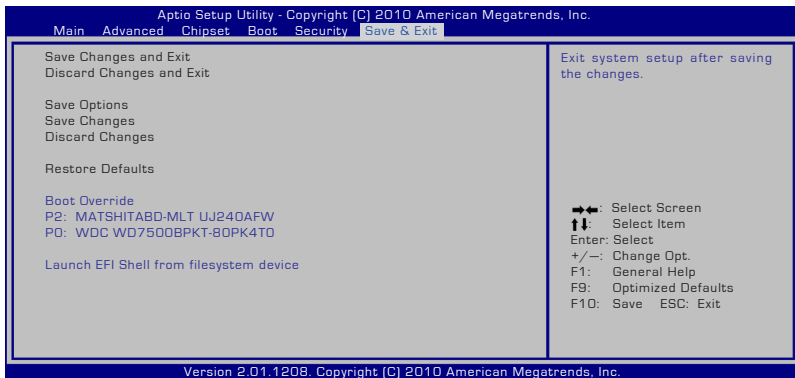 Aptio Setup Utility - Copyright (C) 2010 American Megatrends, Inc.
Main Advanced Chipset Boot Security Save & Exit
Save Changes and Exit
Discard Changes and Exit
Save Options
Save Changes
Discard Changes
Restore Defaults
Boot Override
P2: MATSHITABD-MLT UJ240AFW
P0: WDC WD7500BPKT-80PK4T0
Launch EFI Shell from filesystem device
Exit system setup after saving
the changes.
→←: Select Screen
↑↓: Select Item
Enter: Select
+/—: Change Opt.
F1: General Help
F9: Optimized Defaults
F10: Save ESC: Exit
Version 2.01.1208. Copyright (C) 2010 American Megatrends, Inc.